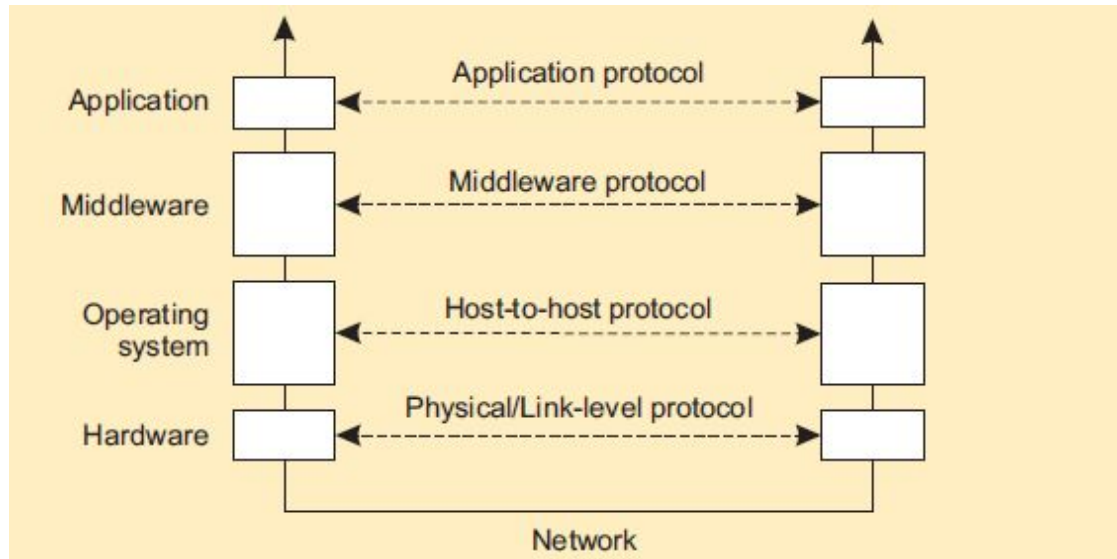 Application protocol
Application
Middleware protocol
Middleware
Host-to-host protocol
Operating
system
Physical/Link-level protocol
Hardware
Network